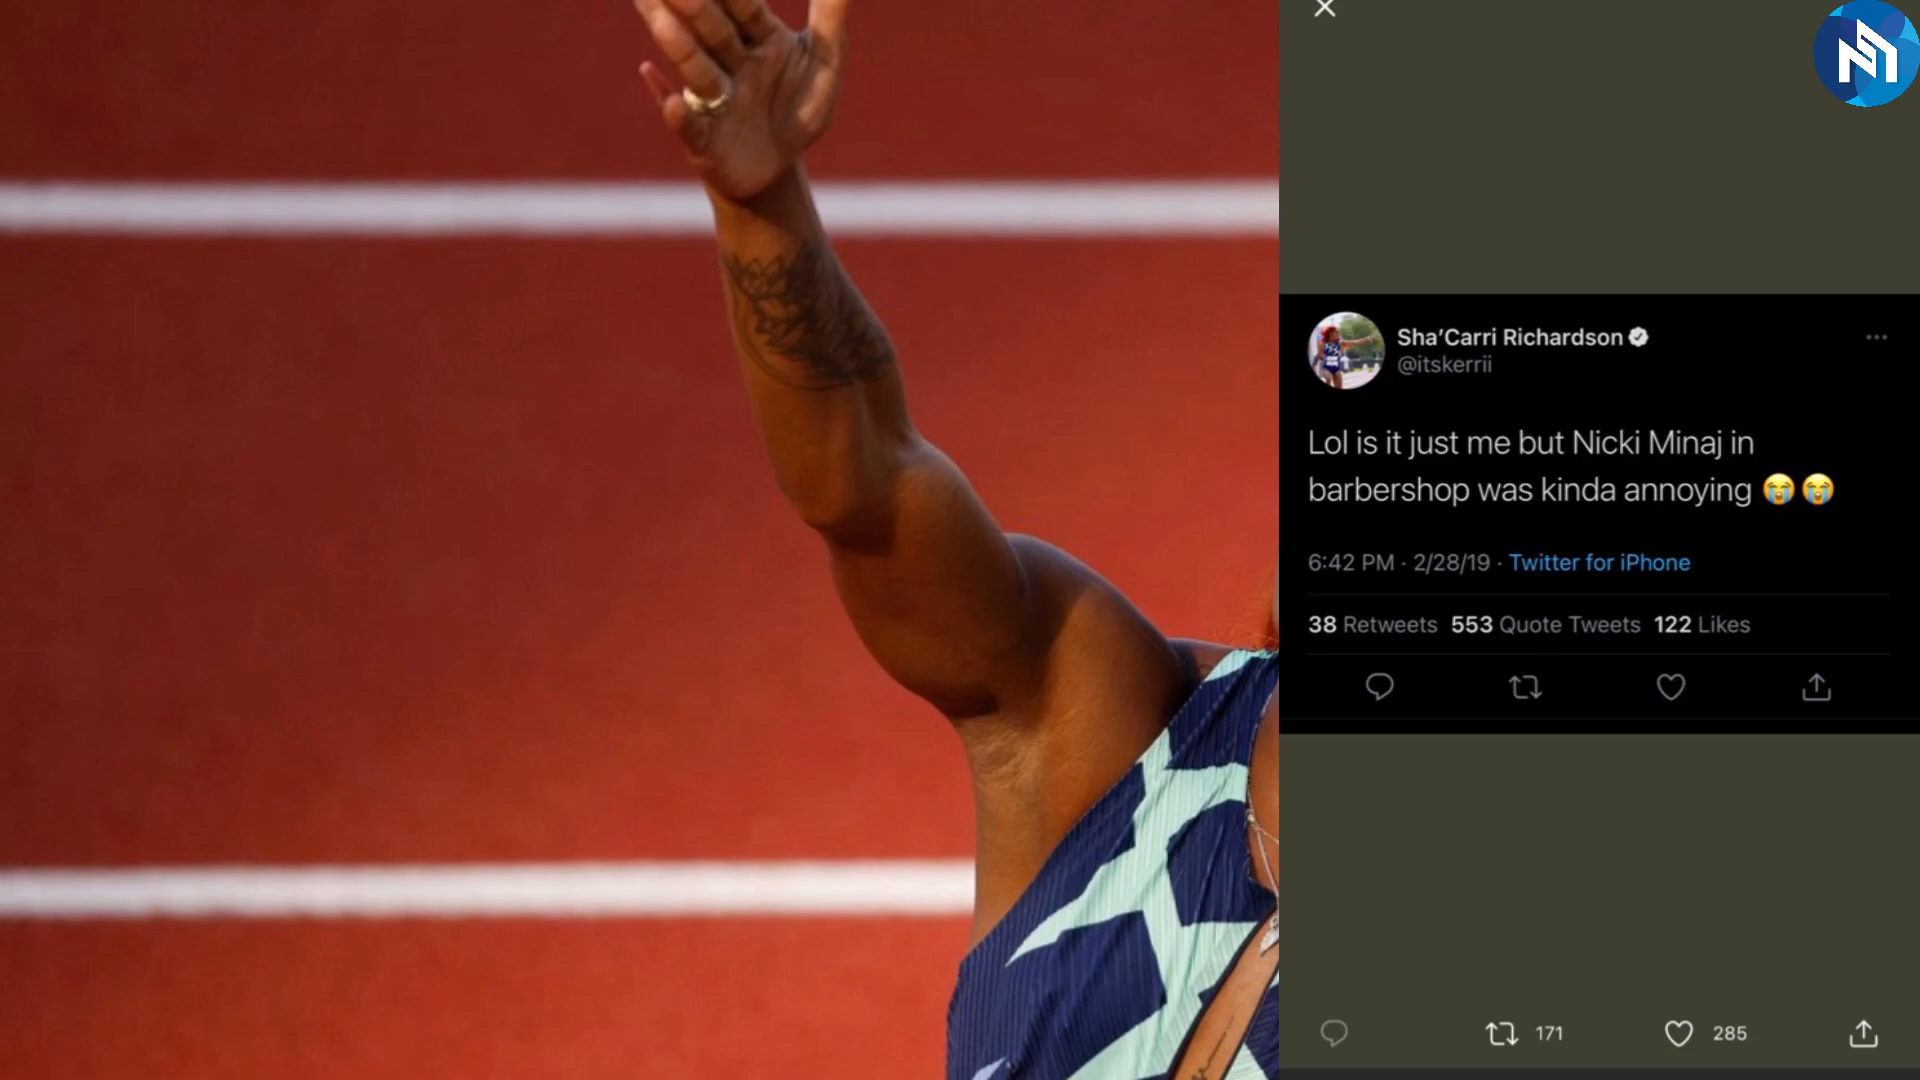 Sha’Carri Richardson
@itskerrii
Lol is it just me but Nicki Minaj in
barbershop was kinda annoying 😭😭
6:42 PM · 2/28/19 · Twitter for iPhone
38 Retweets 553 Quote Tweets 122 Likes
171 285